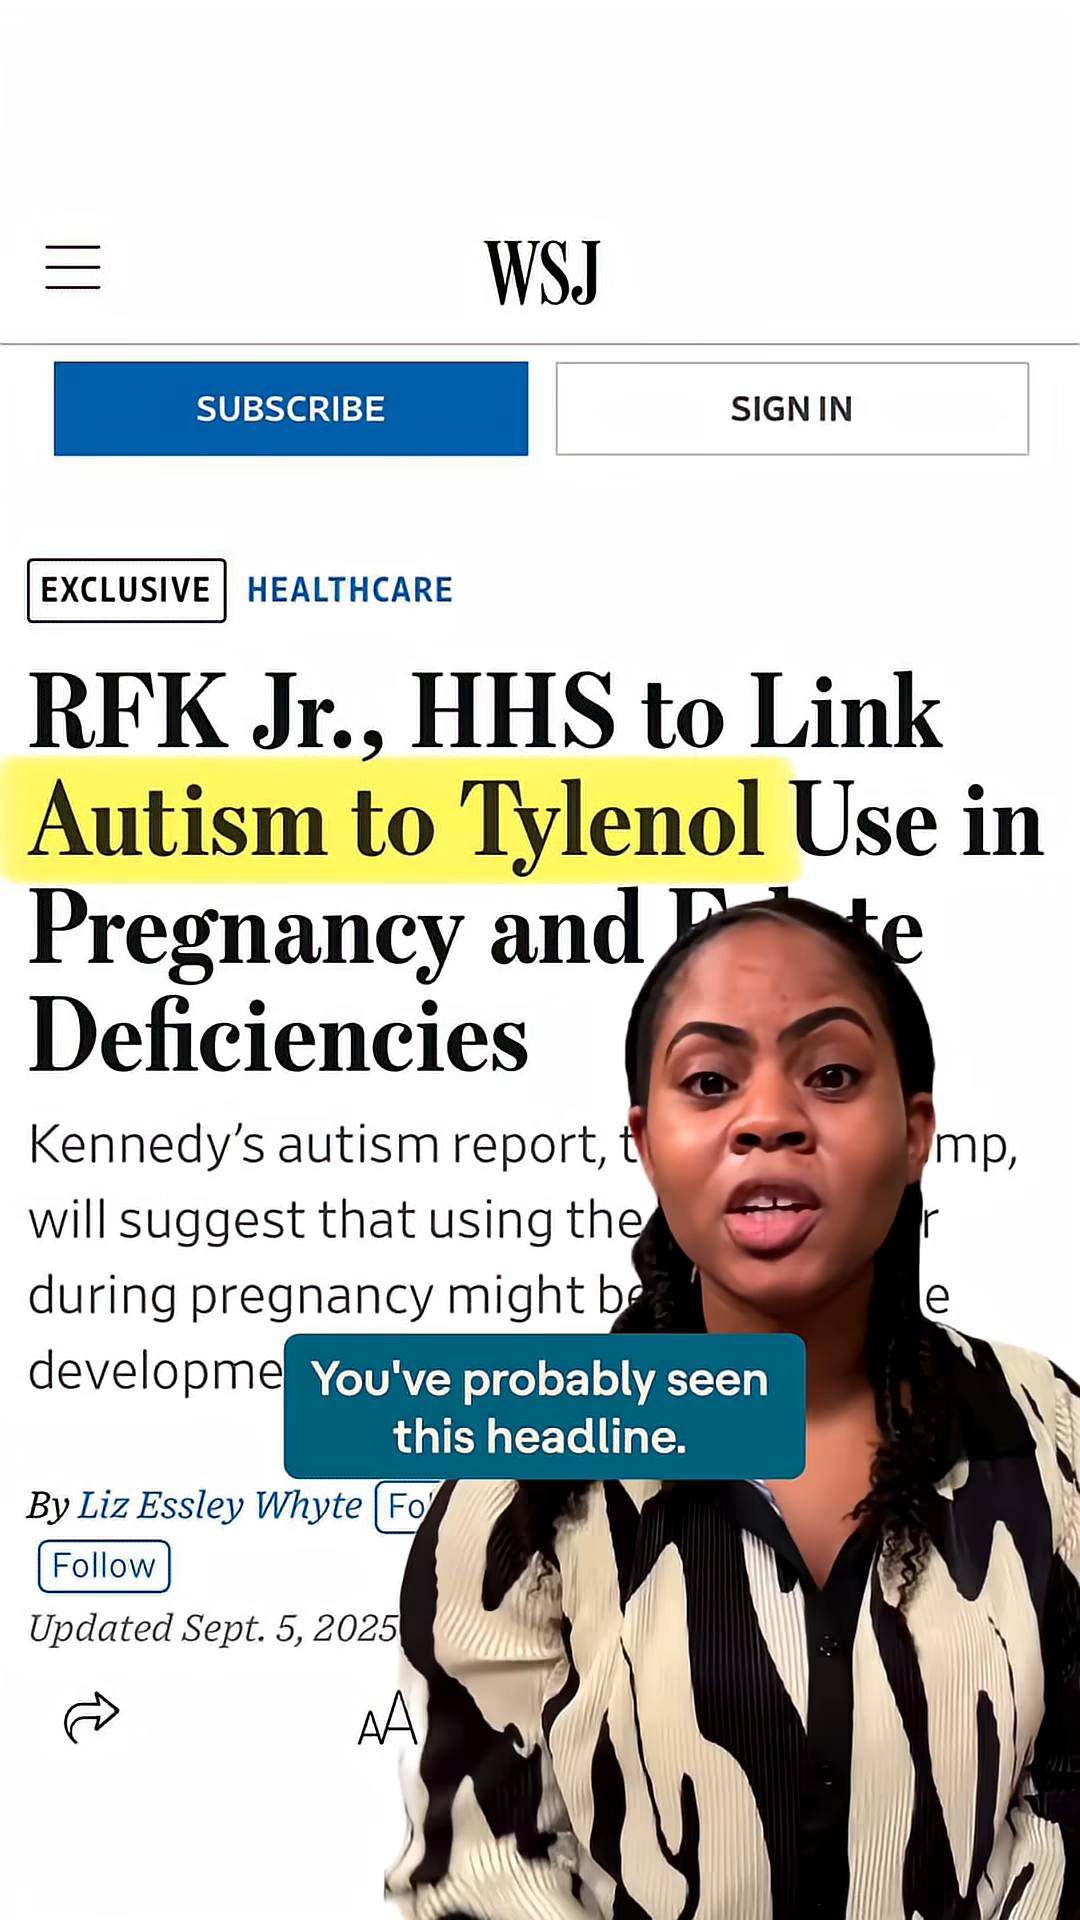 WSJ
SUBSCRIBE
SIGN IN
EXCLUSIVE HEALTHCARE
RFK Jr., HHS to Link
Autism to Tylenol Use in
Pregnancy and
Deficiencies
Kennedy’s autism report,
will suggest that using the
during pregnancy might
You've probably seen
this headline.
By Liz Essley Whyte
Follow
Updated Sept. 5, 2025
AA